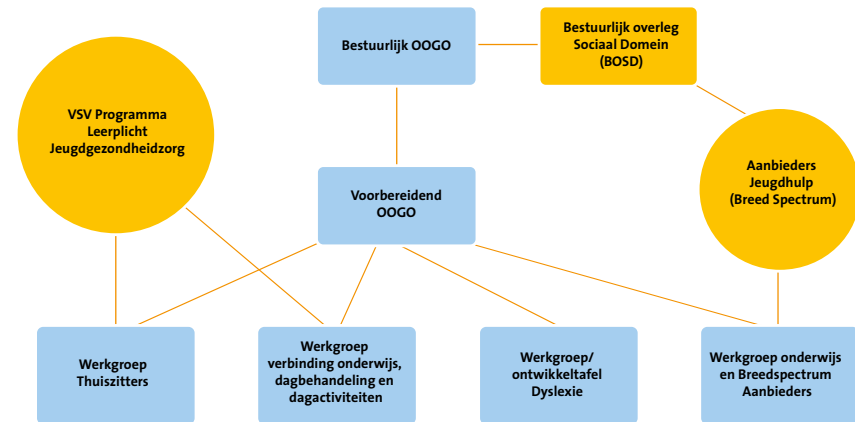 Bestuurlijk OOGO
Bestuurlijk overleg
Sociaal Domein
(BOSD)
VSV Programma
Leerplicht
Jeugdgezondheidzorg
Aanbieders
Jeugdhulp
(Breed Spectrum)
Voorbereidend
OOGO
Werkgroep
Thuiszitters
Werkgroep
verbinding onderwijs,
dagbehandeling en
dagactiviteiten
Werkgroep/
ontwikkeltafel
Dyslexie
Werkgroep onderwijs
en Breedspectrum
Aanbieders